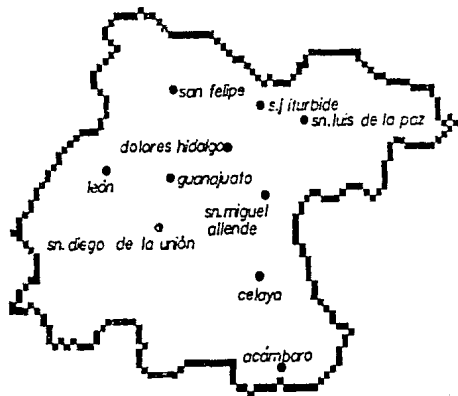 san felipe
s.j iturbide
sn.luis de la paz
dolores hidalgo
león
guanajuato
sn.miguel
allende
sn.diego de la unión
celaya
acámbaro